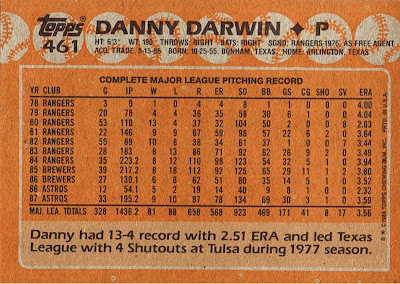 Topps
461
DANNY DARWIN ✦ P
HT: 6'3" WT: 190 THROWS: RIGHT BATS: RIGHT SGND: RANGERS-1976, AS FREE AGENT
ACQ: TRADE, 8-15-86 BORN: 10-25-55, BONHAM, TEXAS HOME: ARLINGTON, TEXAS
COMPLETE MAJOR LEAGUE PITCHING RECORD
YR CLUB G IP W L R ER SO BB GS CG SHO SV ERA
78 RANGERS 3 9 1 0 4 4 8 1 1 0 0 0 4.00
79 RANGERS 20 78 4 4 36 35 58 30 6 1 0 0 4.04
80 RANGERS 53 110 13 4 37 32 104 50 2 0 0 8 2.63
81 RANGERS 22 146 9 9 67 59 98 57 22 6 2 0 3.64
82 RANGERS 56 89 10 8 38 34 61 37 1 0 0 7 3.44
83 RANGERS 28 183 8 13 86 71 92 62 26 9 2 0 3.49
84 RANGERS 35 223.2 8 12 110 98 123 54 32 5 1 0 3.94
85 BREWERS 39 217.2 8 18 112 92 125 65 29 11 1 2 3.80
86 BREWERS 27 130.1 6 8 62 51 80 35 14 5 1 0 3.52
86 ASTROS 12 54.1 5 2 19 14 40 9 8 1 0 0 2.32
87 ASTROS 33 195.2 9 10 87 78 134 69 30 3 1 0 3.59
MAJ. LEA. TOTALS 328 1436.2 81 88 658 568 923 469 171 41 8 17 3.56
Danny had 13-4 record with 2.51 ERA and led Texas
League with 4 Shutouts at Tulsa during 1977 season.
© 1988 TOPPS CHEWING GUM, INC. PRTD. IN U.S.A.